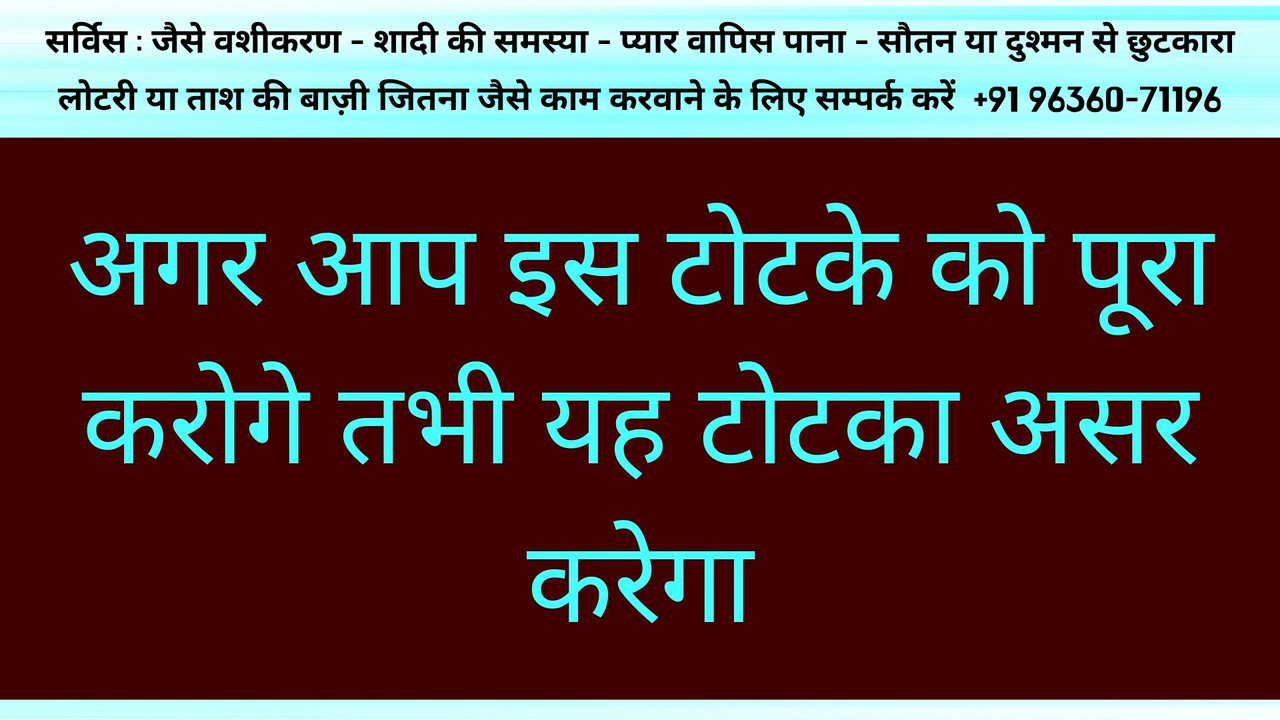 सर्विस : जैसे वशीकरण - शादी की समस्या - प्यार वापिस पाना - सौतन या दुश्मन से छुटकारा
लोटरी या ताश की बाज़ी जितना जैसे काम करवाने के लिए सम्पर्क करें +91 96360-71196
अगर आप इस टोटके को पूरा
करोगे तभी यह टोटका असर
करेगा